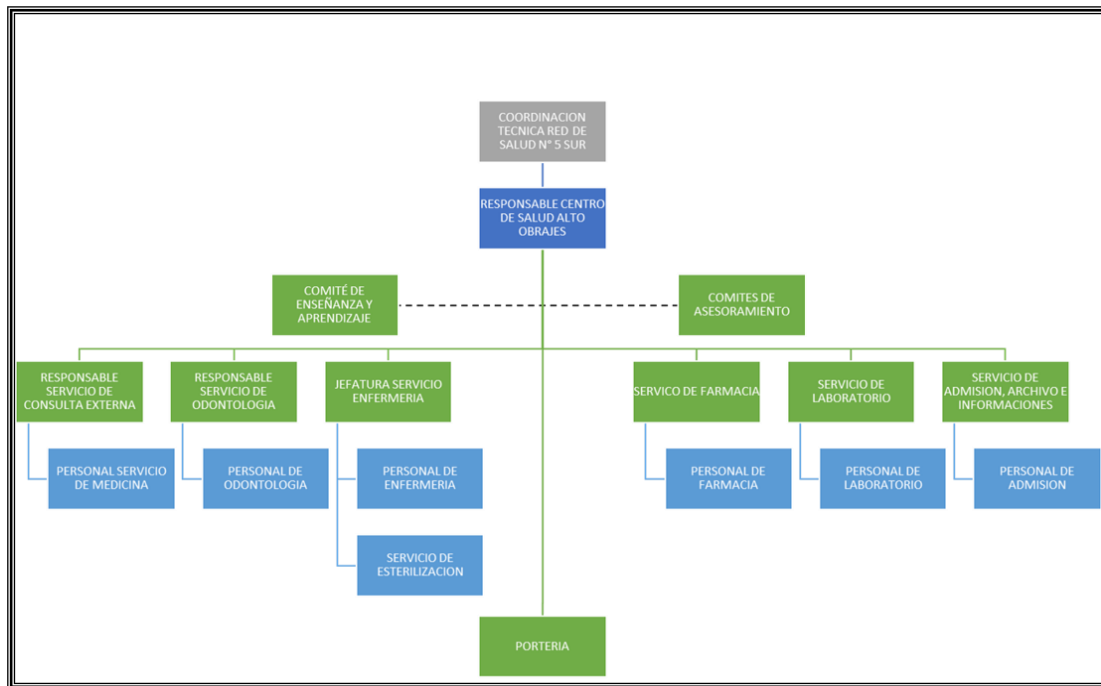 COORDINACION
TECNICA RED DE
SALUD N° 5 SUR
RESPONSABLE CENTRO
DE SALUD ALTO
OBRAJES
COMITÉ DE
ENSEÑANZA Y
APRENDIZAJE
COMITES DE
ASESORAMIENTO
RESPONSABLE
SERVICIO DE
CONSULTA EXTERNA
RESPONSABLE
SERVICIO DE
ODONTOLOGIA
JEFATURA SERVICIO
ENFERMERIA
SERVICO DE FARMACIA
SERVICIO DE
LABORATORIO
SERVICIO DE
ADMISION, ARCHIVO E
INFORMACIONES
PERSONAL SERVICIO
DE MEDICINA
PERSONAL DE
ODONTOLOGIA
PERSONAL DE
ENFERMERIA
PERSONAL DE
FARMACIA
PERSONAL DE
LABORATORIO
PERSONAL DE
ADMISION
SERVICIO DE
ESTERILIZACION
PORTERIA